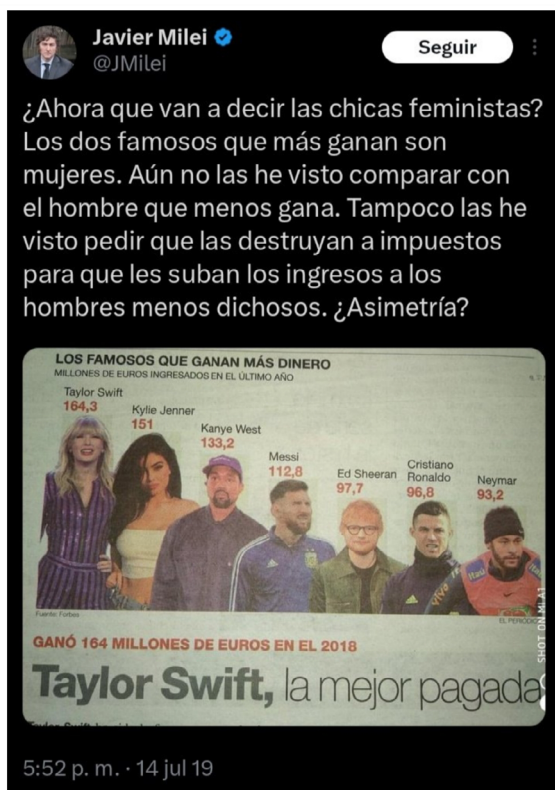 Javier Milei
@JMilei
Seguir
¿Ahora que van a decir las chicas feministas?
Los dos famosos que más ganan son
mujeres. Aún no las he visto comparar con
el hombre que menos gana. Tampoco las he
visto pedir que las destruyan a impuestos
para que les suban los ingresos a los
hombres menos dichosos. ¿Asimetría?
LOS FAMOSOS QUE GANAN MÁS DINERO
MILLONES DE EUROS INGRESADOS EN EL ÚLTIMO AÑO
Taylor Swift
164,3
Kylie Jenner
151
Kanye West
133,2
Messi
112,8
Ed Sheeran
97,7
Cristiano
Ronaldo
96,8
Neymar
93,2
Fuente: Forbes
EL PERIODICO
SHOT ON MI A1
GANÓ 164 MILLONES DE EUROS EN EL 2018
Taylor Swift, la mejor pagada
5:52 p. m. · 14 jul 19